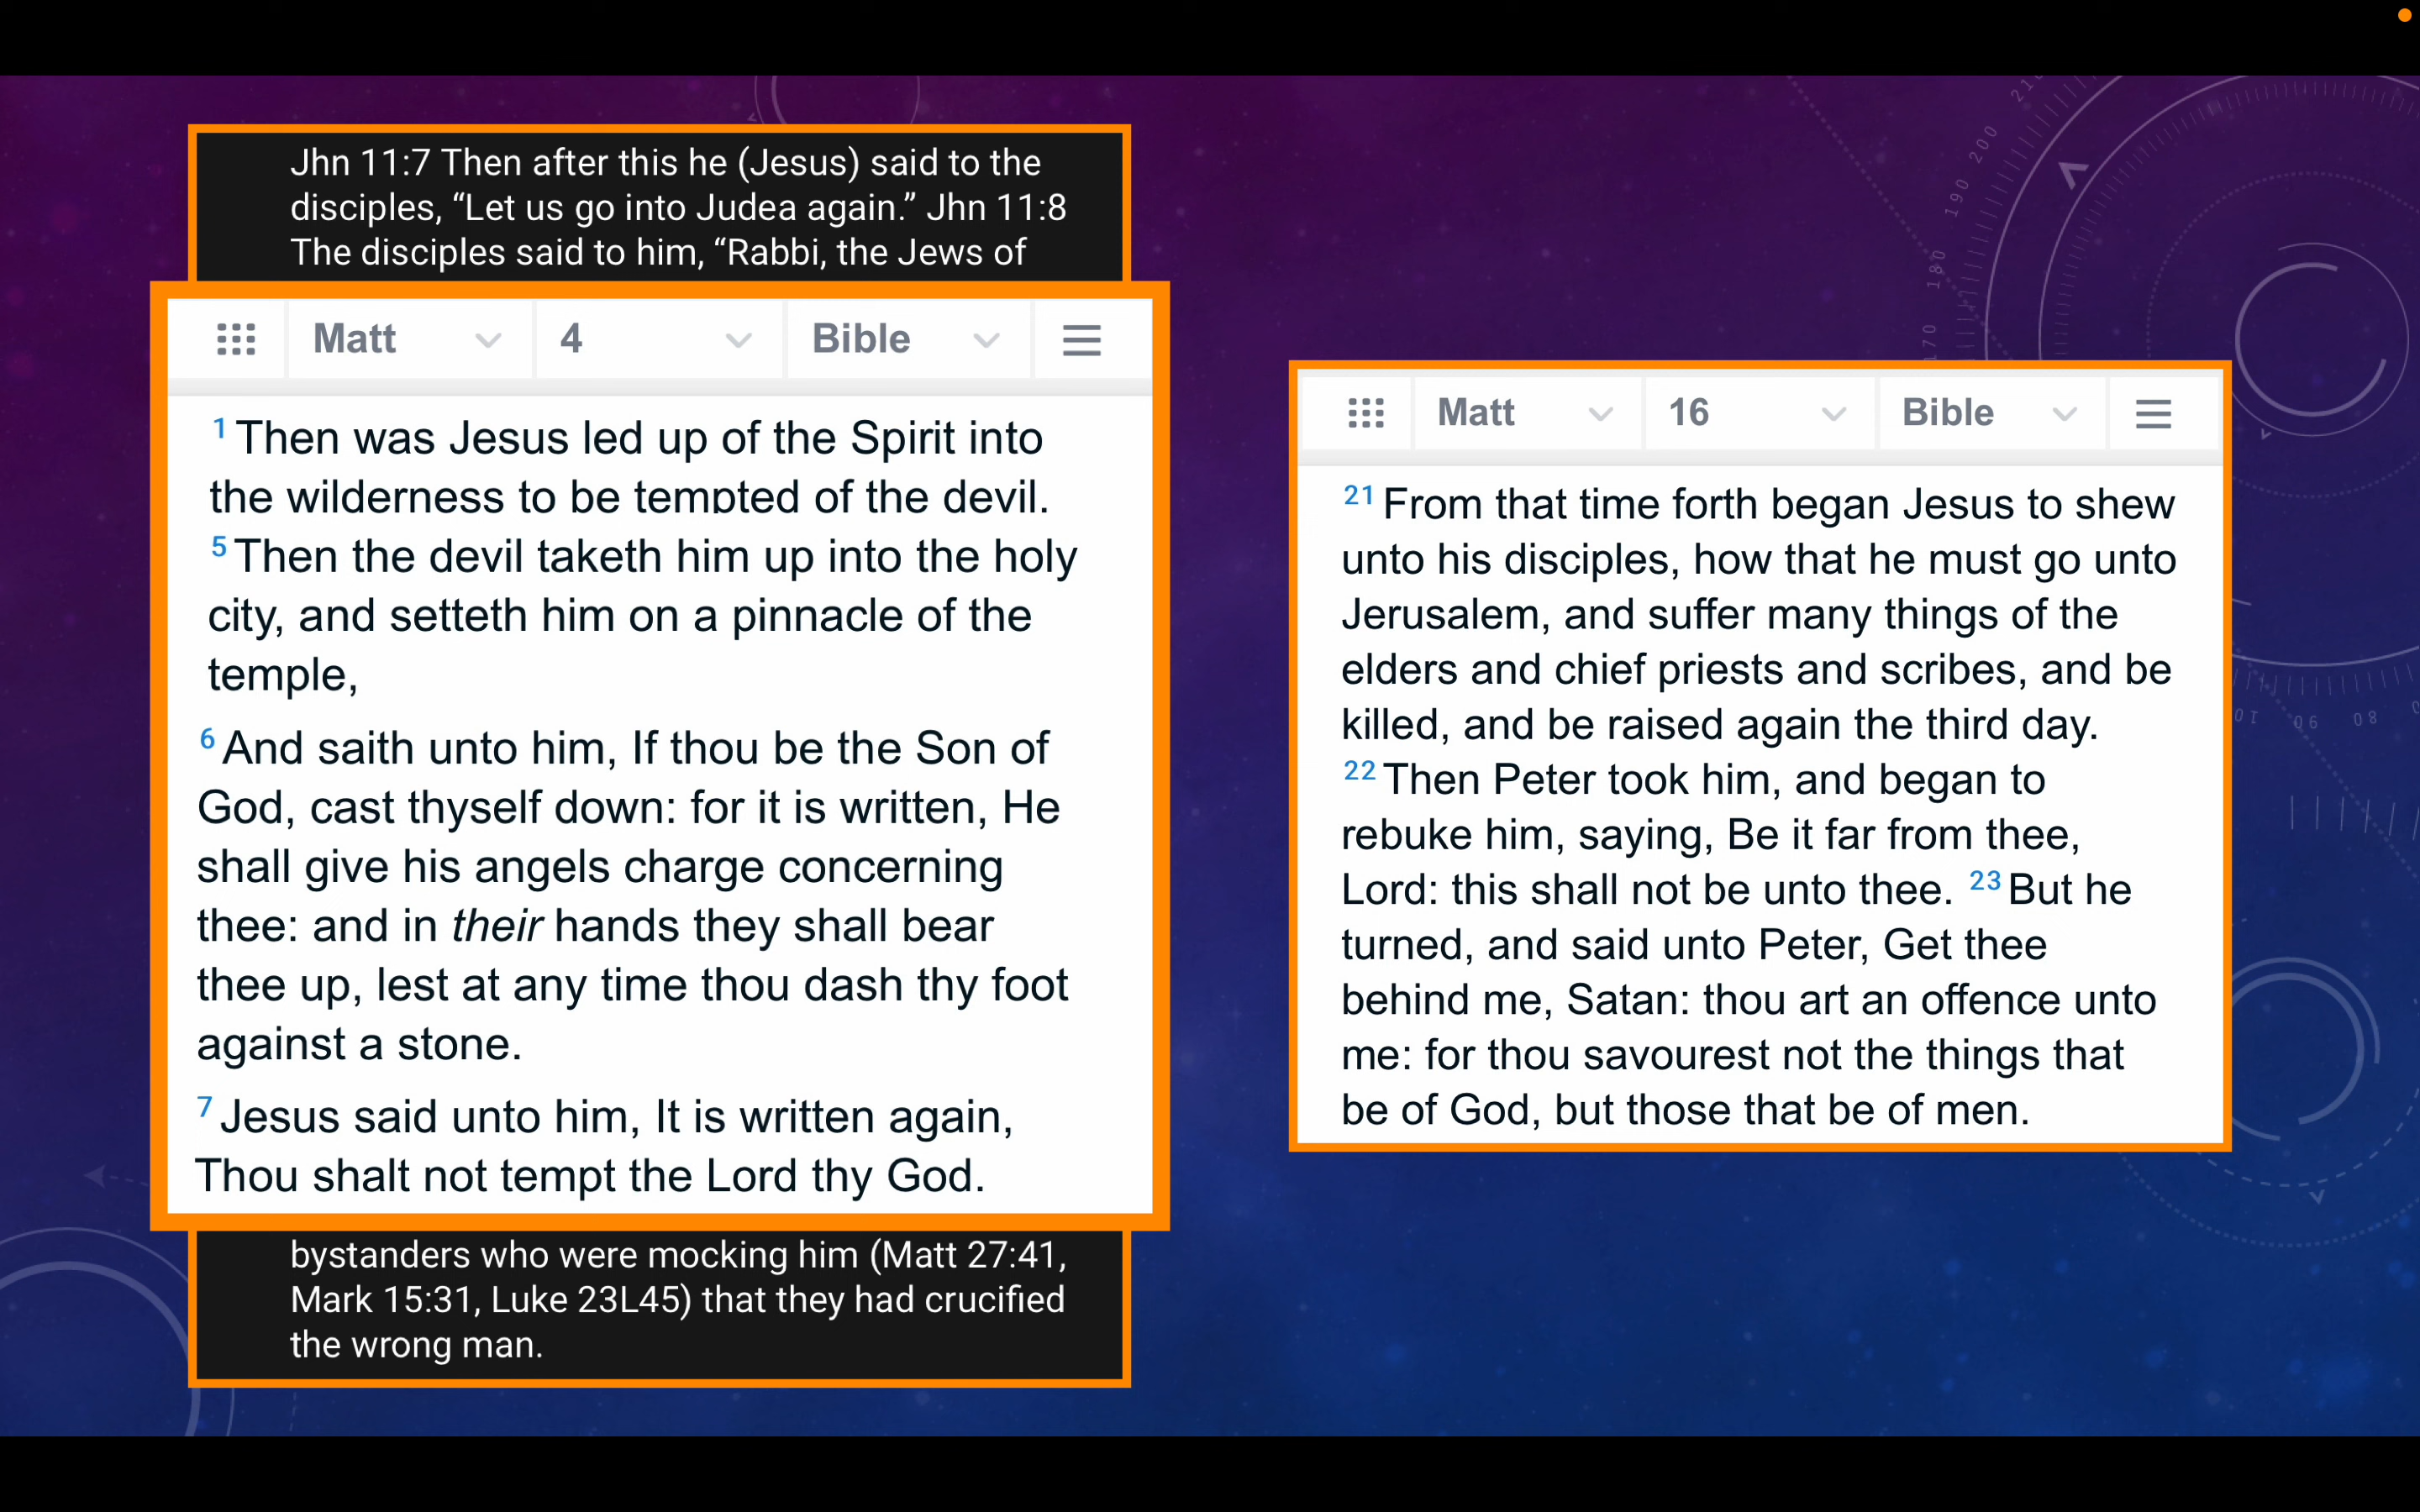 Jhn 11:7 Then after this he (Jesus) said to the
disciples, “Let us go into Judea again.” Jhn 11:8
The disciples said to him, “Rabbi, the Jews of
Matt 4 Bible
1 Then was Jesus led up of the Spirit into
the wilderness to be tempted of the devil.
5 Then the devil taketh him up into the holy
city, and setteth him on a pinnacle of the
temple,
6 And saith unto him, If thou be the Son of
God, cast thyself down: for it is written, He
shall give his angels charge concerning
thee: and in their hands they shall bear
thee up, lest at any time thou dash thy foot
against a stone.
7 Jesus said unto him, It is written again,
Thou shalt not tempt the Lord thy God.
bystanders who were mocking him (Matt 27:41,
Mark 15:31, Luke 23L45) that they had crucified
the wrong man.
Matt 16 Bible
21 From that time forth began Jesus to shew
unto his disciples, how that he must go unto
Jerusalem, and suffer many things of the
elders and chief priests and scribes, and be
killed, and be raised again the third day.
22 Then Peter took him, and began to
rebuke him, saying, Be it far from thee,
Lord: this shall not be unto thee. 23 But he
turned, and said unto Peter, Get thee
behind me, Satan: thou art an offence unto
me: for thou savourest not the things that
be of God, but those that be of men.
210
200
190
180
170
90 80